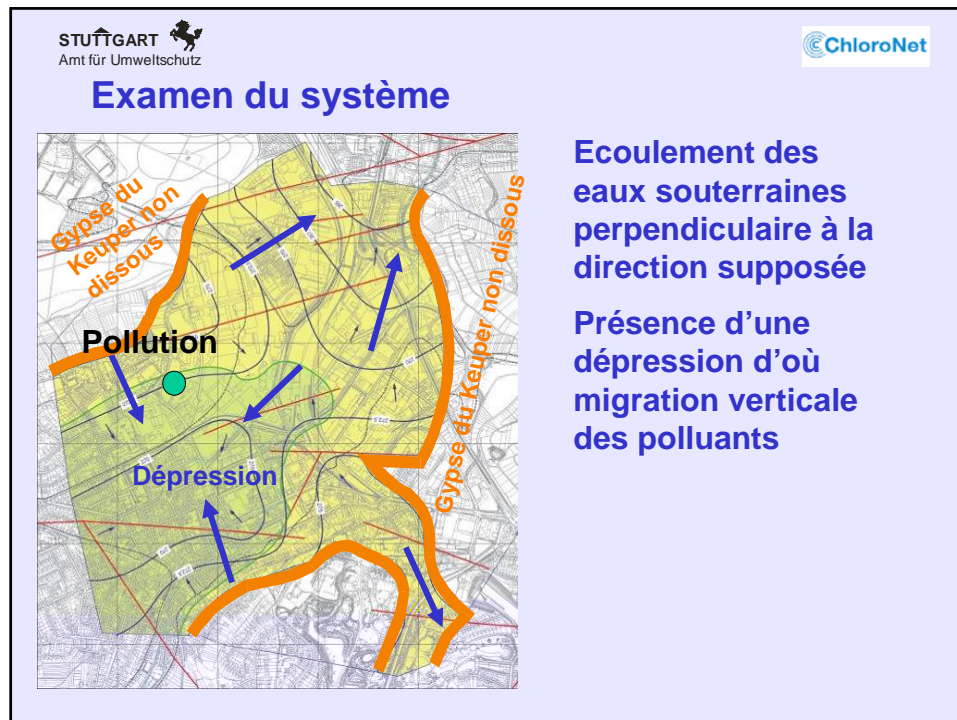 STUTTGART
Amt für Umweltschutz
ChloroNet
Examen du système
Gypse du
Keuper non
dissous
Pollution
Dépression
Gypse du Keuper non dissous
Ecoulement des
eaux souterraines
perpendiculaire à la
direction supposée
Présence d’une
dépression d’où
migration verticale
des polluants